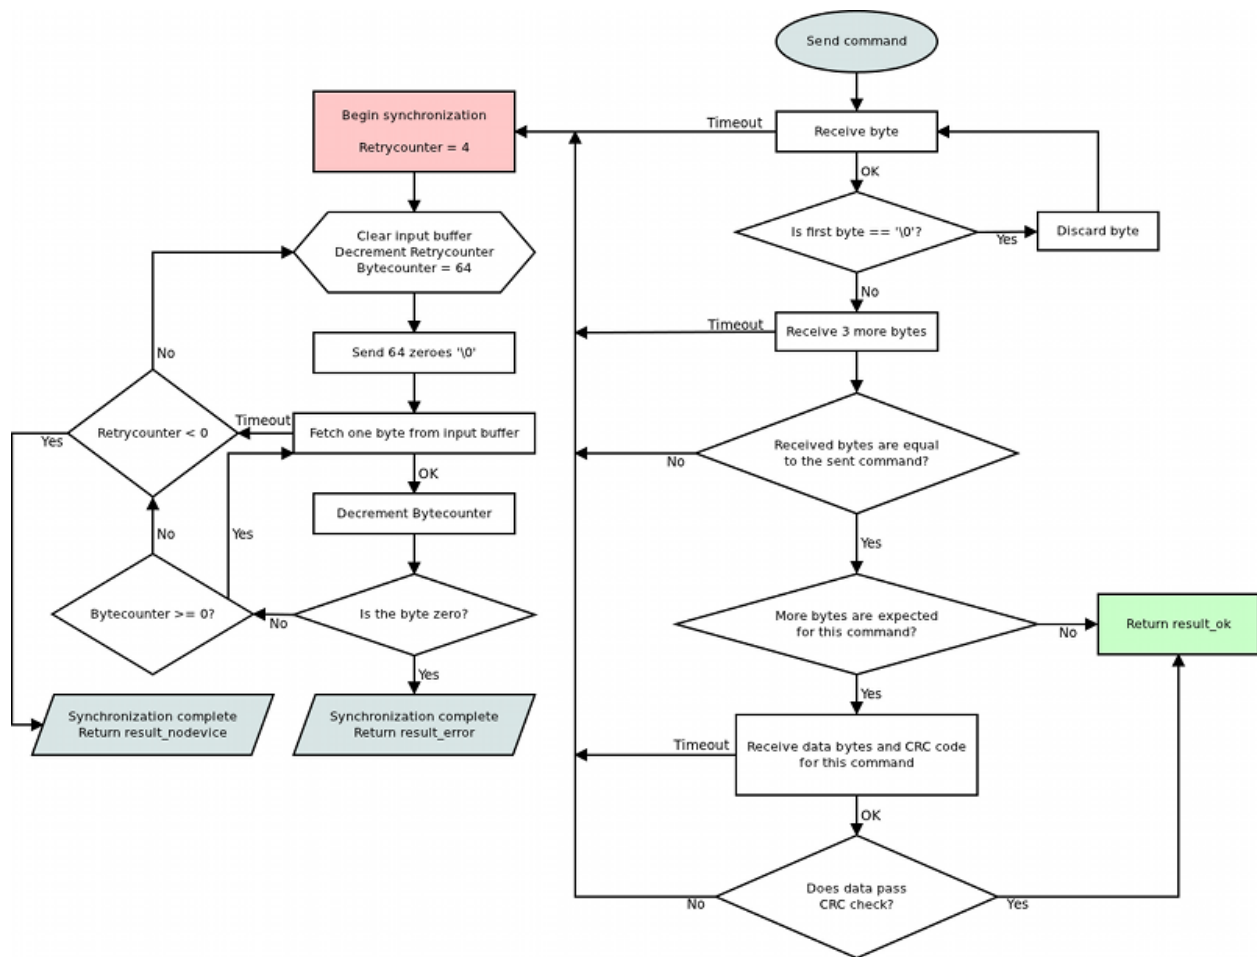 Send command
Begin synchronization
Retrycounter = 4
Timeout
Receive byte
OK
Clear input buffer
Decrement Retrycounter
Bytecounter = 64
Is first byte == '\0'?
Yes
Discard byte
No
Send 64 zeroes '\0'
Timeout
Receive 3 more bytes
No
Retrycounter < 0
Yes
Timeout
Fetch one byte from input buffer
OK
Received bytes are equal
to the sent command?
No
Decrement Bytecounter
No
Yes
Yes
Bytecounter >= 0?
No
Is the byte zero?
Yes
More bytes are expected
for this command?
No
Return result_ok
Yes
Synchronization complete
Return result_nodevice
Synchronization complete
Return result_error
Timeout
Receive data bytes and CRC code
for this command
OK
Does data pass
CRC check?
No
Yes